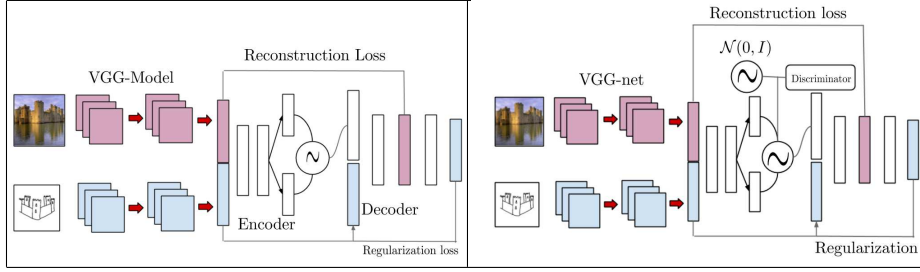 Reconstruction Loss
VGG-Model
Encoder
Decoder
Regularization loss
Reconstruction loss
N(0, I)
VGG-net
Discriminator
Regularization